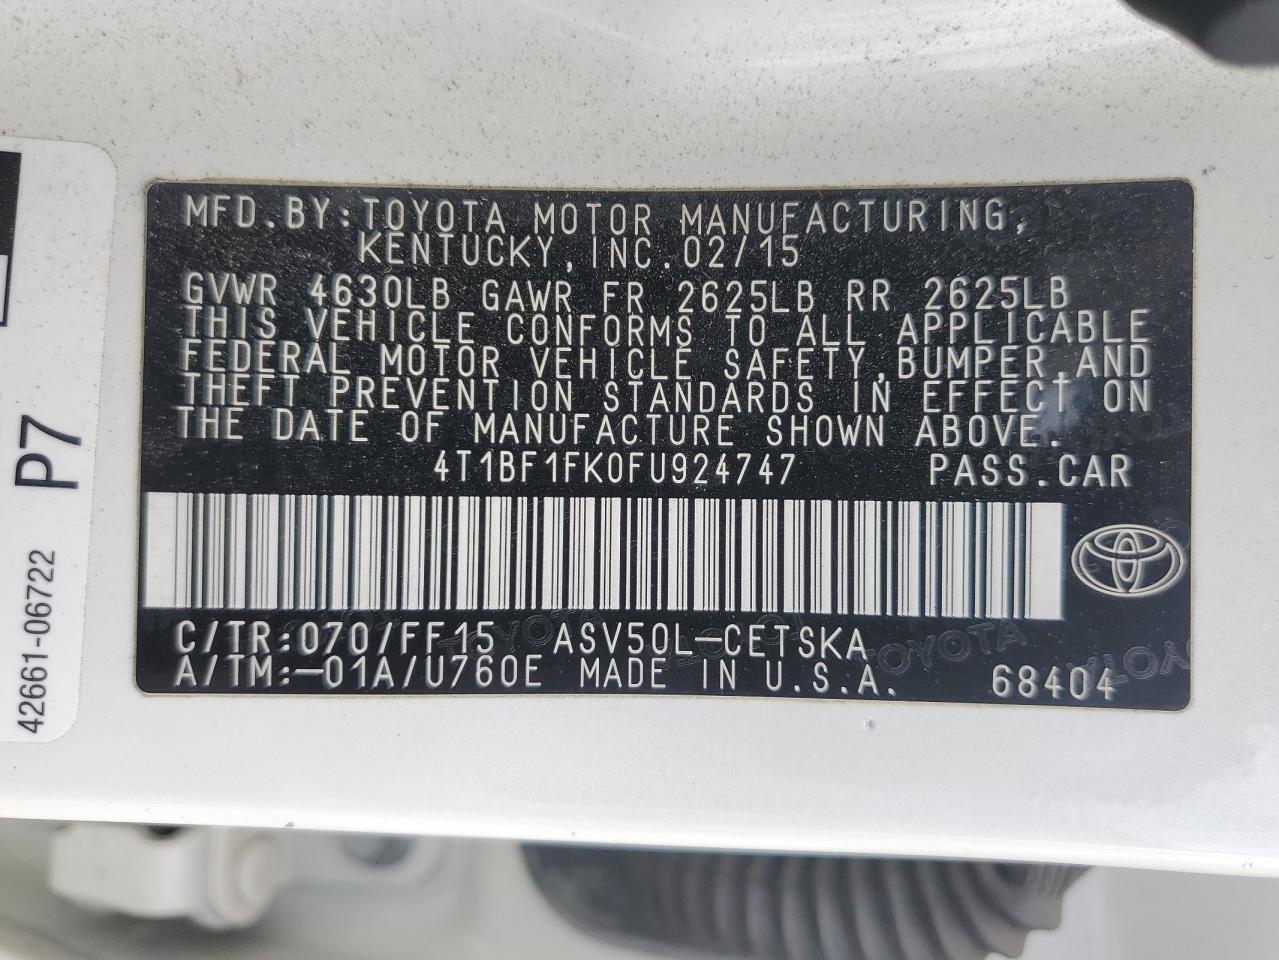 MFD.BY:TOYOTA MOTOR MANUFACTURING,
KENTUCKY,INC.02/15
GVWR 4630LB GAWR FR 2625LB RR 2625LB
THIS VEHICLE CONFORMS TO ALL APPLICABLE
FEDERAL MOTOR VEHICLE SAFETY,BUMPER,AND
THEFT PREVENTION STANDARDS IN EFFECT ON
THE DATE OF MANUFACTURE SHOWN ABOVE.
4T1BF1FK0FU924747 PASS.CAR
C/TR:070/FF15 ASV50L-CETSKA
A/TM:-01A/U760E MADE IN U.S.A. 68404
P7
42661-06722